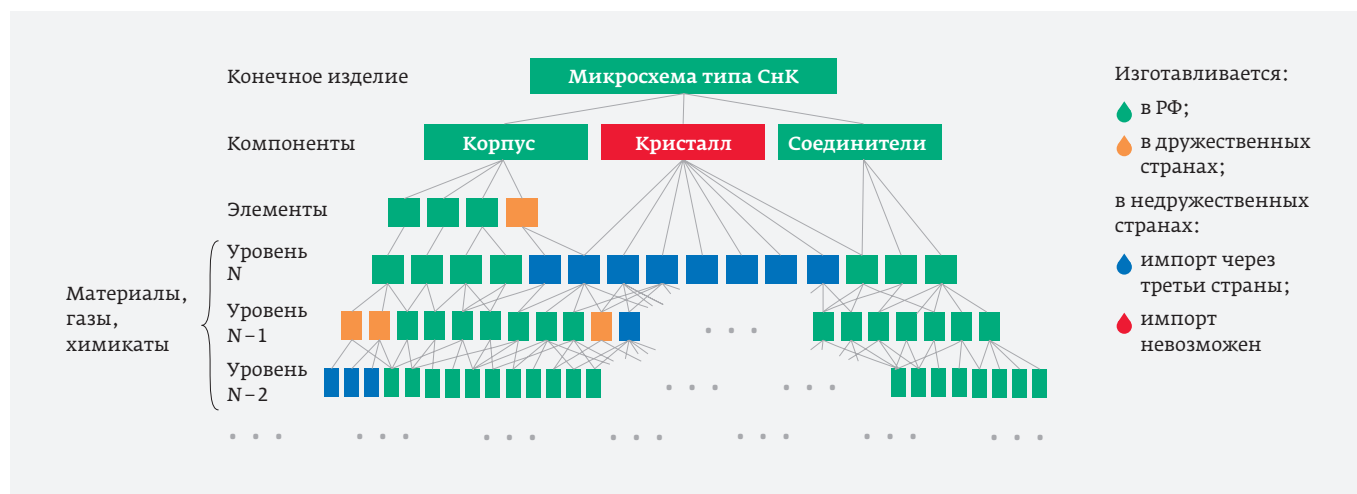 Конечное изделие
Микросхема типа СнК
Компоненты
Корпус
Кристалл
Соединители
Элементы
Материалы,
газы,
химикаты
Уровень
N
Уровень
N – 1
Уровень
N – 2
Изготавливается:
в РФ;
в дружественных
странах;
в недружественных
странах:
импорт через
третьи страны;
импорт
невозможен